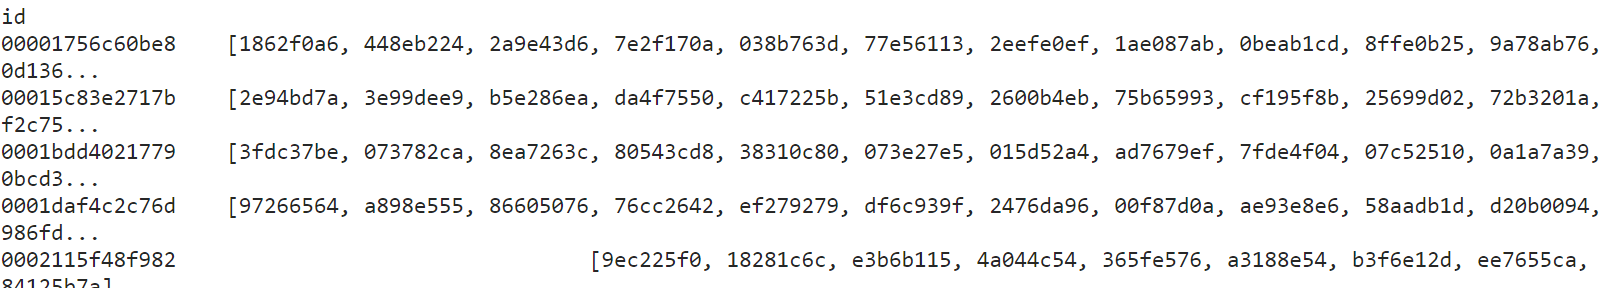 id
00001756c60be8 [1862f0a6, 448eb224, 2a9e43d6, 7e2f170a, 038b763d, 77e56113, 2eefe0ef, 1ae087ab, 0beab1cd, 8ffe0b25, 9a78ab76,
0d136...
00015c83e2717b [2e94bd7a, 3e99dee9, b5e286ea, da4f7550, c417225b, 51e3cd89, 2600b4eb, 75b65993, cf195f8b, 25699d02, 72b3201a,
f2c75...
0001bdd4021779 [3fdc37be, 073782ca, 8ea7263c, 80543cd8, 38310c80, 073e27e5, 015d52a4, ad7679ef, 7fde4f04, 07c52510, 0a1a7a39,
0bcd3...
0001daf4c2c76d [97266564, a898e555, 86605076, 76cc2642, ef279279, df6c939f, 2476da96, 00f87d0a, ae93e8e6, 58aadb1d, d20b0094,
986fd...
0002115f48f982 [9ec225f0, 18281c6c, e3b6b115, 4a044c54, 365fe576, a3188e54, b3f6e12d, ee7655ca,
84125b7a]